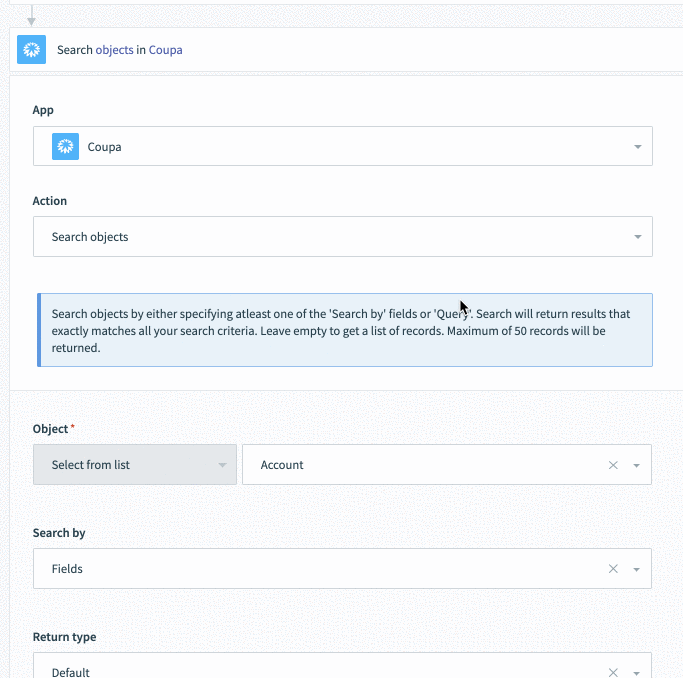 Search objects in Coupa
App
Coupa
Action
Search objects
Search objects by either specifying atleast one of the 'Search by' fields or 'Query'. Search will return results that
exactly matches all your search criteria. Leave empty to get a list of records. Maximum of 50 records will be
returned.
Object *
Select from list
Account
Search by
Fields
Return type
Default